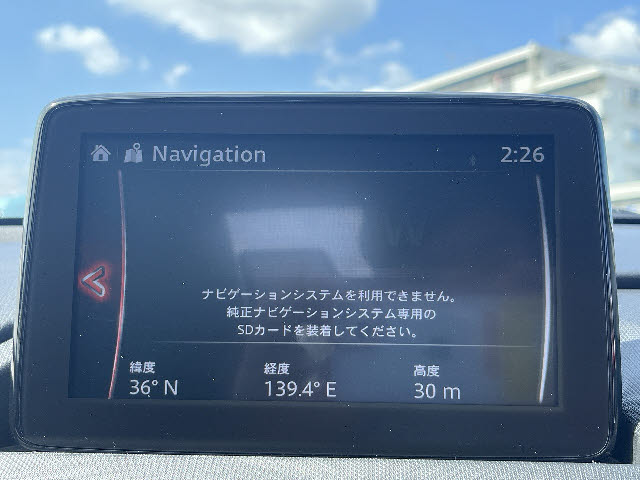 Navigation 2:26
ナビゲーションシステムを利用できません。
純正ナビゲーションシステム専用の
SDカードを装着してください。
緯度 経度 高度
36° N 139.4° E 30 m